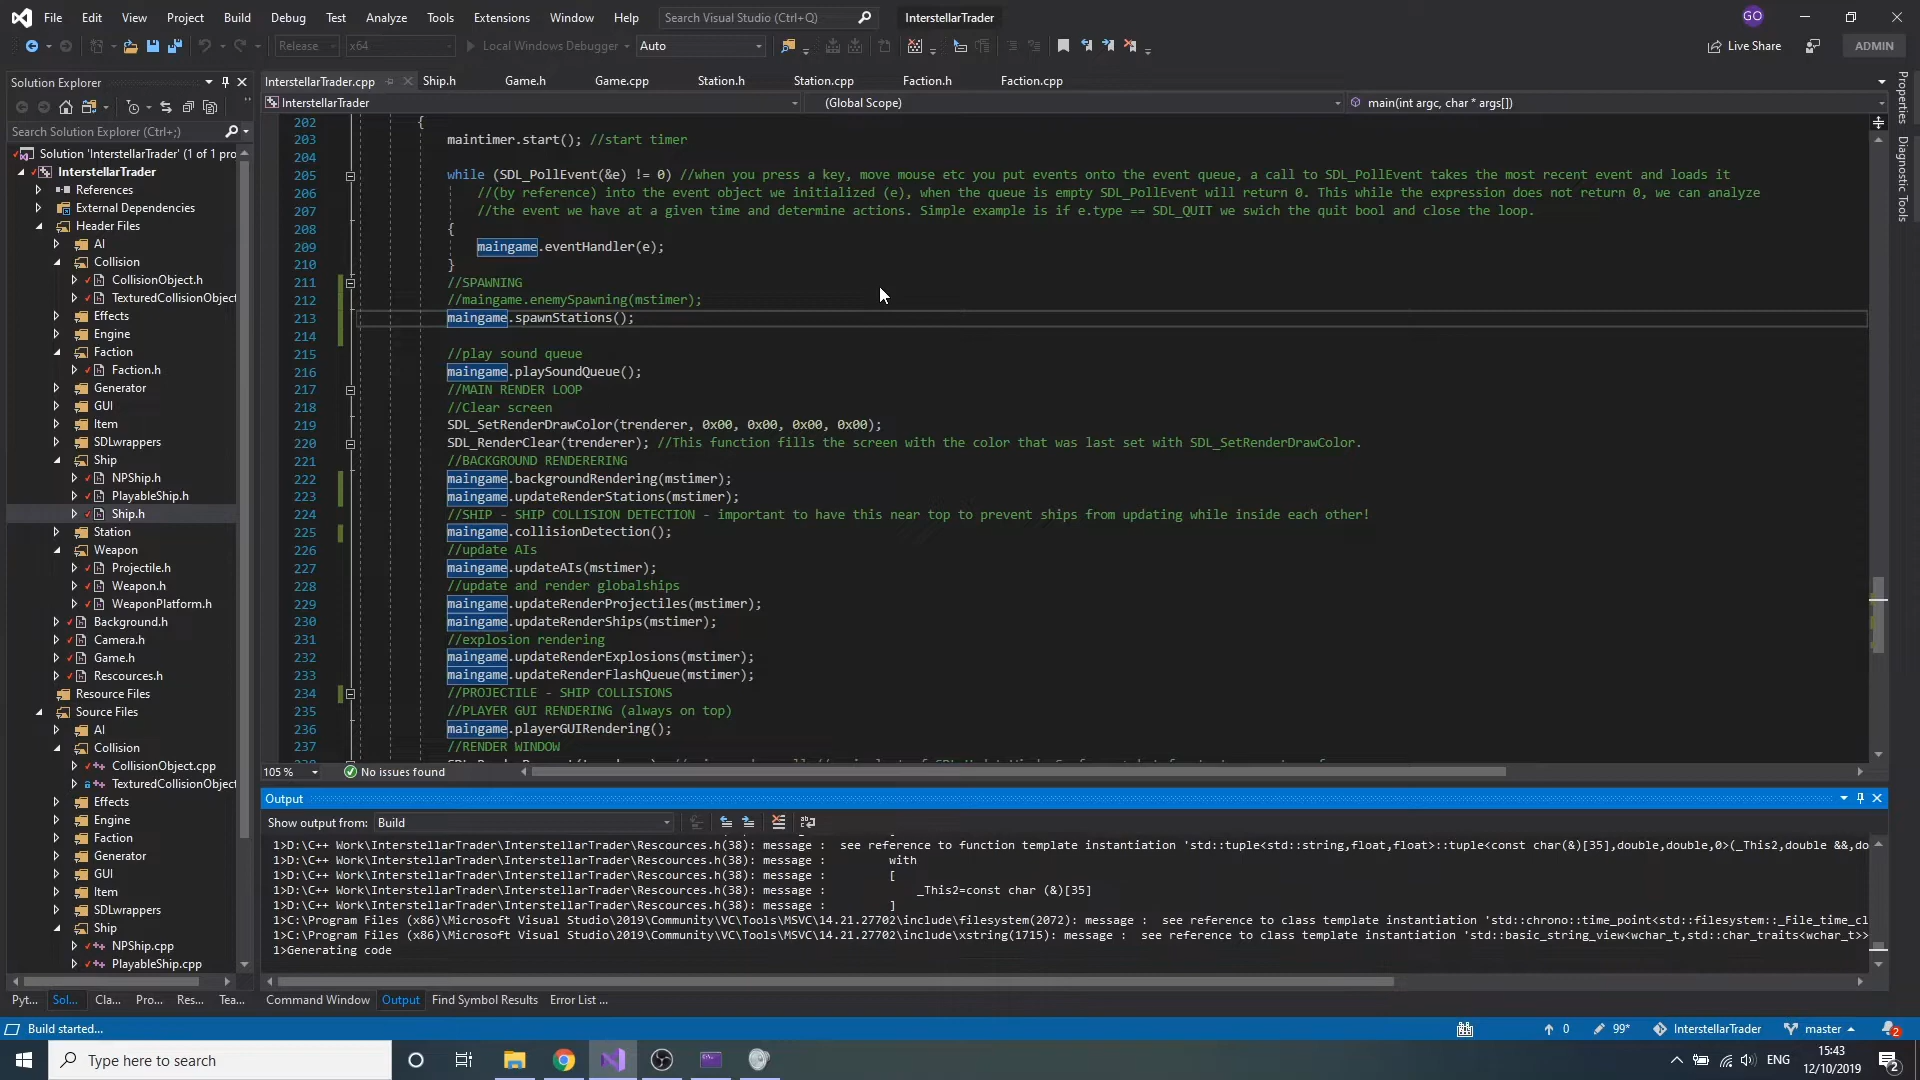 File Edit View Project Build Debug Test Analyze Tools Extensions Window Help Search Visual Studio (Ctrl+Q) InterstellarTrader GO
Release x64 Local Windows Debugger Auto Live Share ADMIN
Solution Explorer
InterstellarTrader.cpp Ship.h Game.h Game.cpp Station.h Station.cpp Faction.h Faction.cpp
InterstellarTrader (Global Scope) main(int argc, char * args[])
Search Solution Explorer (Ctrl+;)
Solution 'InterstellarTrader' (1 of 1 pro
InterstellarTrader
References
External Dependencies
Header Files
AI
Collision
CollisionObject.h
TexturedCollisionObject
Effects
Engine
Faction
Faction.h
Generator
GUI
Item
SDLwrappers
Ship
NPShip.h
PlayableShip.h
Ship.h
Station
Weapon
Projectile.h
Weapon.h
WeaponPlatform.h
Background.h
Camera.h
Game.h
Rescources.h
Resource Files
Source Files
AI
Collision
CollisionObject.cpp
TexturedCollisionObject
Effects
Engine
Faction
Generator
GUI
Item
SDLwrappers
Ship
NPShip.cpp
PlayableShip.cpp
Pyt... Sol... Cla... Pro... Res... Tea...
202 {
203 maintimer.start(); //start timer
204
205 while (SDL_PollEvent(&e) != 0) //when you press a key, move mouse etc you put events onto the event queue, a call to SDL_PollEvent takes the most recent event and loads it
206 //(by reference) into the event object we initialized (e), when the queue is empty SDL_PollEvent will return 0. This while the expression does not return 0, we can analyze
207 //the event we have at a given time and determine actions. Simple example is if e.type == SDL_QUIT we swich the quit bool and close the loop.
208 {
209 maingame.eventHandler(e);
210 }
211 //SPAWNING
212 //maingame.enemySpawning(mstimer);
213 maingame.spawnStations();
214
215 //play sound queue
216 maingame.playSoundQueue();
217 //MAIN RENDER LOOP
218 //Clear screen
219 SDL_SetRenderDrawColor(trenderer, 0x00, 0x00, 0x00, 0x00);
220 SDL_RenderClear(trenderer); //This function fills the screen with the color that was last set with SDL_SetRenderDrawColor.
221 //BACKGROUND RENDERERING
222 maingame.backgroundRendering(mstimer);
223 maingame.updateRenderStations(mstimer);
224 //SHIP - SHIP COLLISION DETECTION - important to have this near top to prevent ships from updating while inside each other!
225 maingame.collisionDetection();
226 //update AIs
227 maingame.updateAIs(mstimer);
228 //update and render globalships
229 maingame.updateRenderProjectiles(mstimer);
230 maingame.updateRenderShips(mstimer);
231 //explosion rendering
232 maingame.updateRenderExplosions(mstimer);
233 maingame.updateRenderFlashQueue(mstimer);
234 //PROJECTILE - SHIP COLLISIONS
235 //PLAYER GUI RENDERING (always on top)
236 maingame.playerGUIRendering();
237 //RENDER WINDOW
105 % No issues found
Output
Show output from: Build
1>D:\C++ Work\InterstellarTrader\InterstellarTrader\Rescources.h(38): message : see reference to function template instantiation 'std::tuple<std::string,float,float>::tuple<const char(&)[35],double,double,0>(_This2,double &&,do
1>D:\C++ Work\InterstellarTrader\InterstellarTrader\Rescources.h(38): message : with
1>D:\C++ Work\InterstellarTrader\InterstellarTrader\Rescources.h(38): message : [
1>D:\C++ Work\InterstellarTrader\InterstellarTrader\Rescources.h(38): message : _This2=const char (&)[35]
1>D:\C++ Work\InterstellarTrader\InterstellarTrader\Rescources.h(38): message : ]
1>C:\Program Files (x86)\Microsoft Visual Studio\2019\Community\VC\Tools\MSVC\14.21.27702\include\filesystem(2072): message : see reference to class template instantiation 'std::chrono::time_point<std::filesystem::_File_time_cl
1>C:\Program Files (x86)\Microsoft Visual Studio\2019\Community\VC\Tools\MSVC\14.21.27702\include\xstring(1715): message : see reference to class template instantiation 'std::basic_string_view<wchar_t,std::char_traits<wchar_t>>
1>Generating code
Command Window Output Find Symbol Results Error List ...
Properties
Diagnostic Tools
Build started... 0 99* InterstellarTrader master 2
Type here to search ENG 15:43
12/10/2019 2